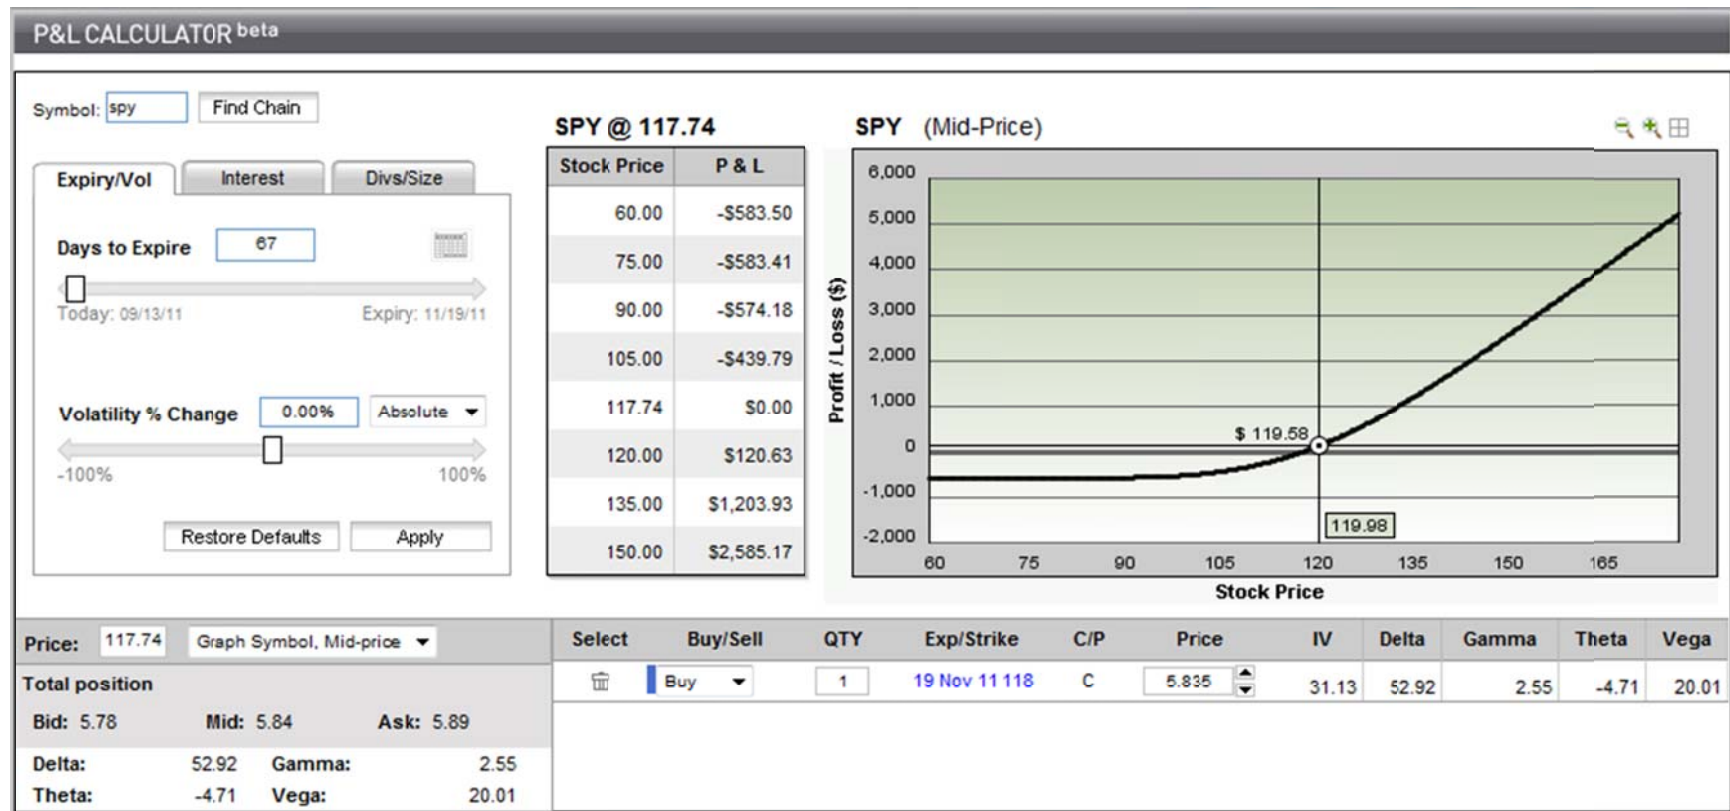 P&L CALCULATOR beta
Symbol: spy Find Chain
Expiry/Vol Interest Divs/Size
Days to Expire 67
Today: 09/13/11 Expiry: 11/19/11
Volatility % Change 0.00% Absolute
-100% 100%
Restore Defaults Apply
SPY @ 117.74
Stock Price P & L
60.00 -$583.50
75.00 -$583.41
90.00 -$574.18
105.00 -$439.79
117.74 $0.00
120.00 $120.63
135.00 $1,203.93
150.00 $2,585.17
SPY (Mid-Price)
Profit / Loss ($)
6,000
5,000
4,000
3,000
2,000
1,000
0
-1,000
-2,000
$ 119.58
119.98
60 75 90 105 120 135 150 165
Stock Price
Price: 117.74 Graph Symbol, Mid-price
Total position
Bid: 5.78 Mid: 5.84 Ask: 5.89
Delta: 52.92 Gamma: 2.55
Theta: -4.71 Vega: 20.01
Select Buy/Sell QTY Exp/Strike C/P Price IV Delta Gamma Theta Vega
Buy 1 19 Nov 11 118 C 5.835 31.13 52.92 2.55 -4.71 20.01